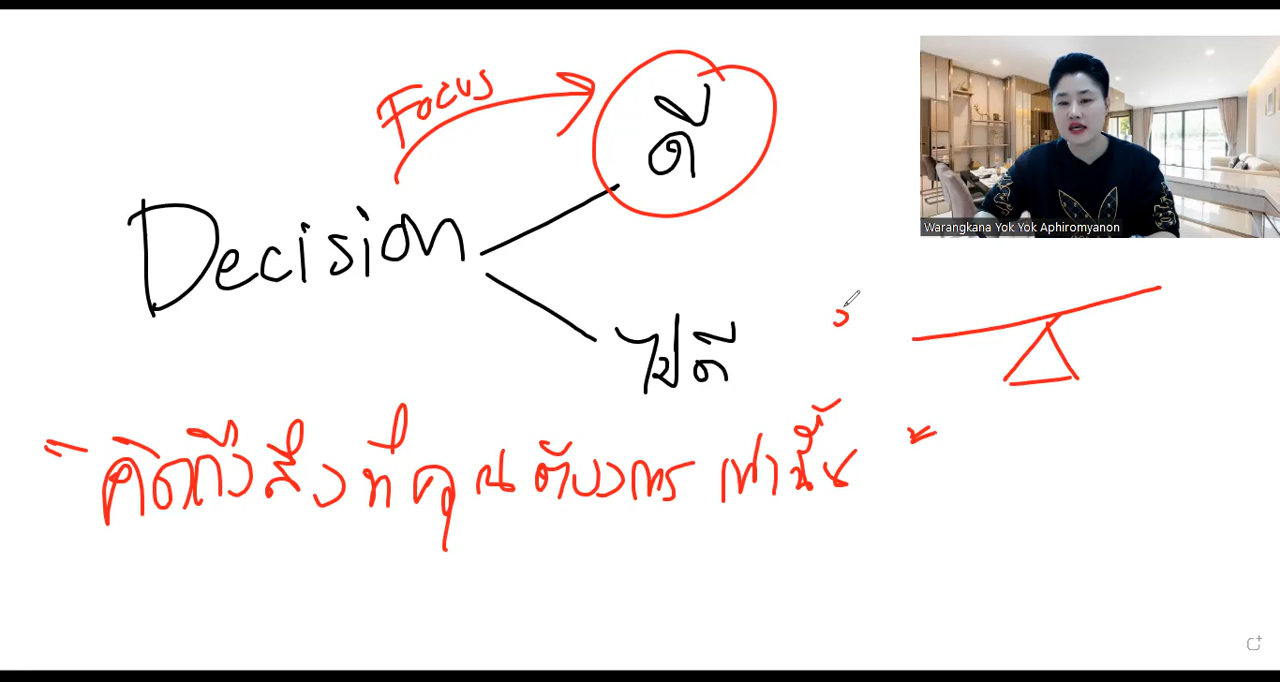 Focus
ดี
Decision
Warangkana Yok Yok Aphiromyanon
ไม่ดี
"คิดถึงสิ่งที่คุณต้องการเท่านั้น"